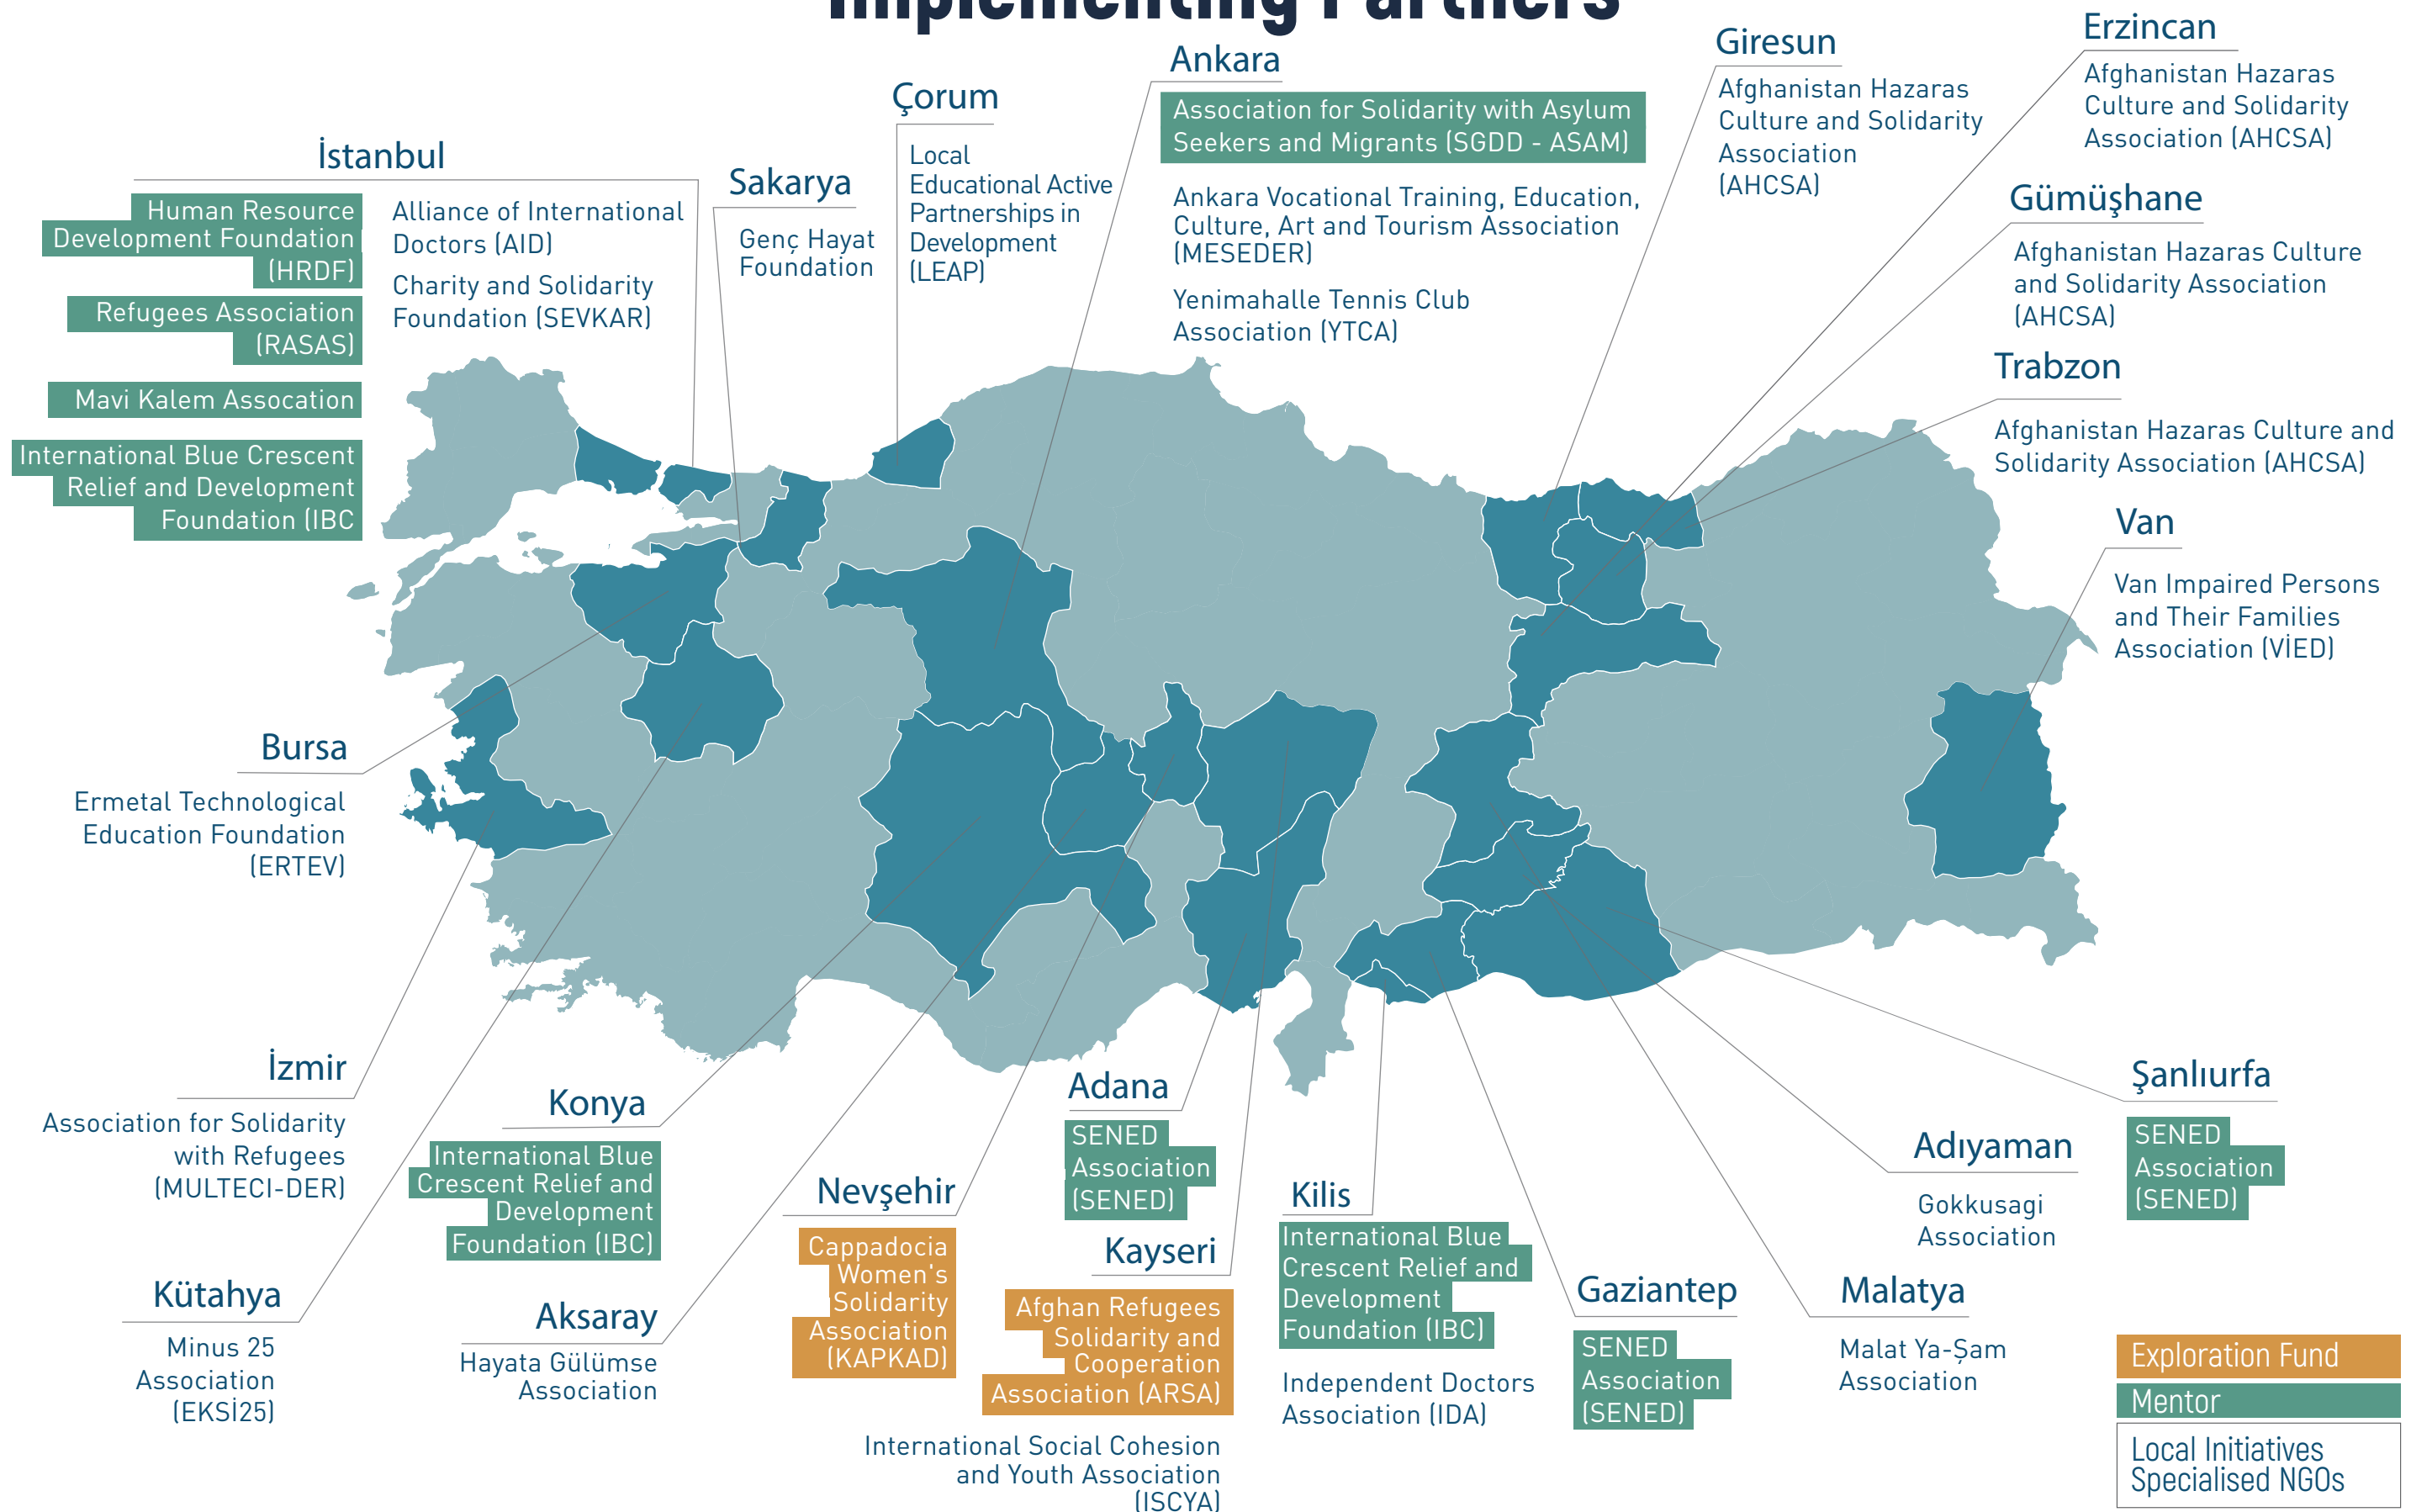 Implementing Partners
İstanbul
Human Resource
Development Foundation
(HRDF)
Refugees Association
(RASAS)
Mavi Kalem Assocation
International Blue Crescent
Relief and Development
Foundation (IBC
Alliance of International
Doctors (AID)
Charity and Solidarity
Foundation (SEVKAR)
Sakarya
Genç Hayat
Foundation
Çorum
Local
Educational Active
Partnerships in
Development
(LEAP)
Ankara
Association for Solidarity with Asylum
Seekers and Migrants (SGDD - ASAM)
Ankara Vocational Training, Education,
Culture, Art and Tourism Association
(MESEDER)
Yenimahalle Tennis Club
Association (YTCA)
Giresun
Afghanistan Hazaras
Culture and Solidarity
Association
(AHCSA)
Erzincan
Afghanistan Hazaras
Culture and Solidarity
Association (AHCSA)
Gümüşhane
Afghanistan Hazaras Culture
and Solidarity Association
(AHCSA)
Trabzon
Afghanistan Hazaras Culture and
Solidarity Association (AHCSA)
Van
Van Impaired Persons
and Their Families
Association (VİED)
Bursa
Ermetal Technological
Education Foundation
(ERTEV)
İzmir
Association for Solidarity
with Refugees
(MULTECI-DER)
Kütahya
Minus 25
Association
(EKSİ25)
Konya
International Blue
Crescent Relief and
Development
Foundation (IBC)
Aksaray
Hayata Gülümse
Association
Nevşehir
Cappadocia
Women's
Solidarity
Association
(KAPKAD)
Adana
SENED
Association
(SENED)
Kayseri
Afghan Refugees
Solidarity and
Cooperation
Association (ARSA)
International Social Cohesion
and Youth Association
(ISCYA)
Kilis
International Blue
Crescent Relief and
Development
Foundation (IBC)
Independent Doctors
Association (IDA)
Gaziantep
SENED
Association
(SENED)
Malatya
Malat Ya-Şam
Association
Adıyaman
Gokkusagi
Association
Şanlıurfa
SENED
Association
(SENED)
Exploration Fund
Mentor
Local Initiatives
Specialised NGOs